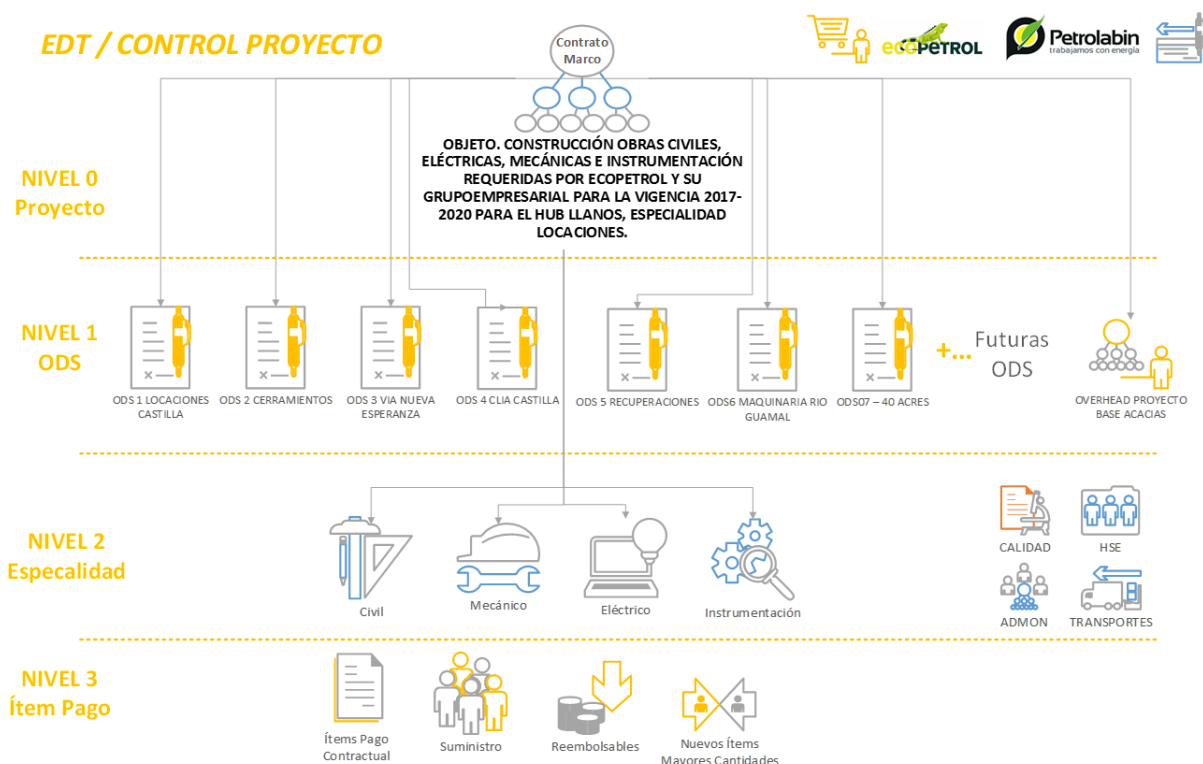 EDT / CONTROL PROYECTO
Contrato
Marco
ecopetrol
Petrolabin
trabajamos con energía
OBJETO. CONSTRUCCIÓN OBRAS CIVILES,
ELÉCTRICAS, MECÁNICAS E INSTRUMENTACIÓN
REQUERIDAS POR ECOPETROL Y SU
GRUPOEMPRESARIAL PARA LA VIGENCIA 2017-
2020 PARA EL HUB LLANOS, ESPECIALIDAD
LOCACIONES.
NIVEL 0
Proyecto
NIVEL 1
ODS
ODS 1 LOCACIONES
CASTILLA
ODS 2 CERRAMIENTOS
ODS 3 VIA NUEVA
ESPERANZA
ODS 4 CLIA CASTILLA
ODS 5 RECUPERACIONES
ODS6 MAQUINARIA RIO
GUAMAL
ODS07 – 40 ACRES
+... Futuras
ODS
OVERHEAD PROYECTO
BASE ACACIAS
NIVEL 2
Especalidad
Civil
Mecánico
Eléctrico
Instrumentación
CALIDAD
HSE
ADMON
TRANSPORTES
NIVEL 3
Ítem Pago
Ítems Pago
Contractual
Suministro
Reembolsables
Nuevos Ítems
Mayores Cantidades